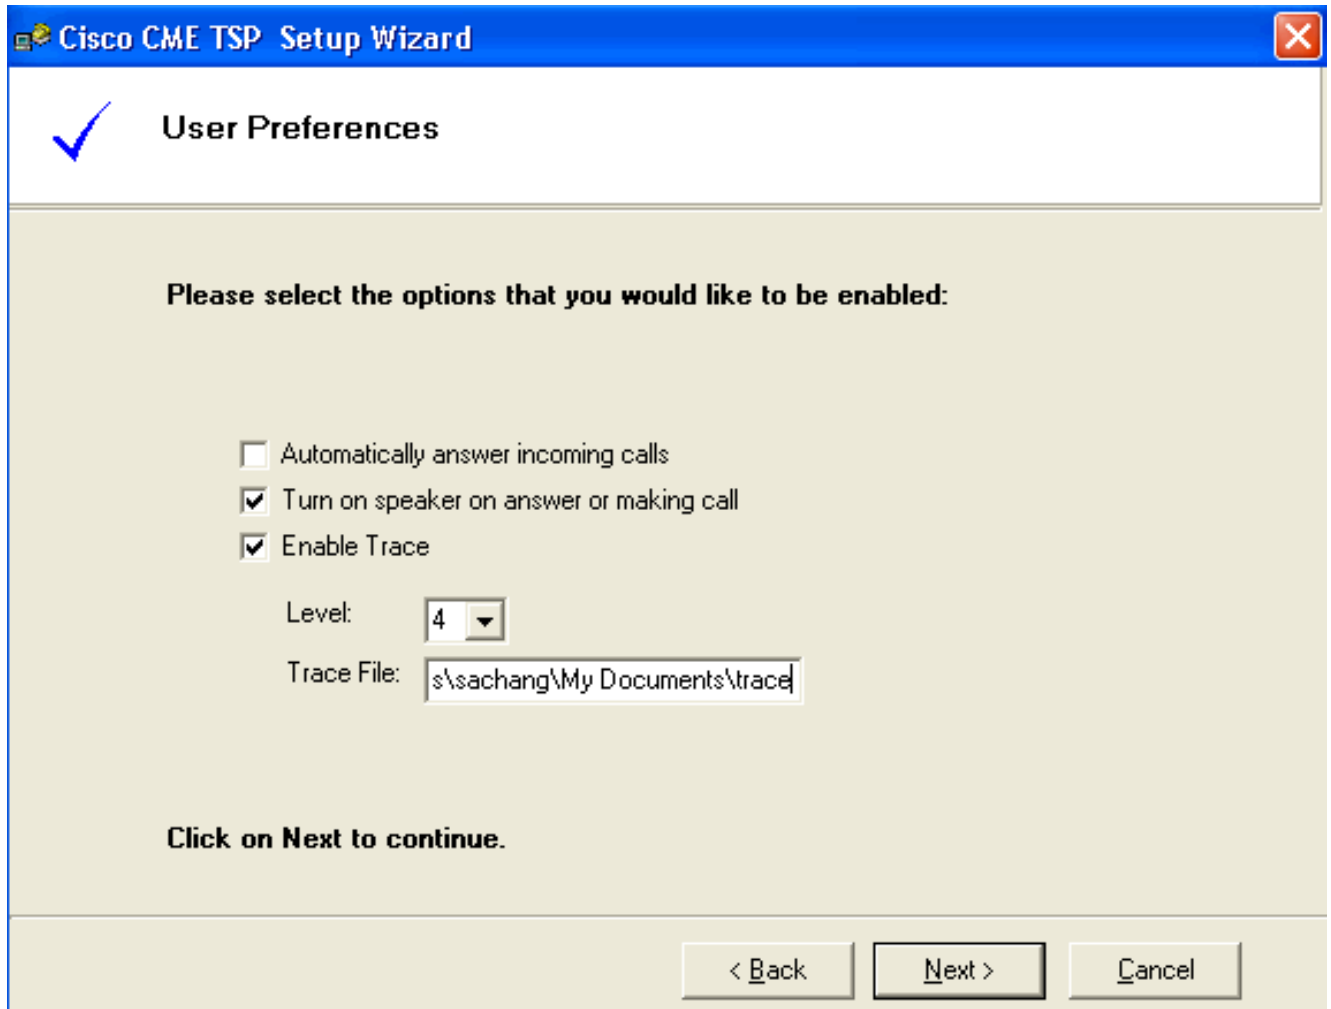 Cisco CME TSP Setup Wizard
User Preferences
Please select the options that you would like to be enabled:
Automatically answer incoming calls
Turn on speaker on answer or making call
Enable Trace
Level: 4
Trace File: s\sachang\My Documents\trace
Click on Next to continue.
< Back Next > Cancel